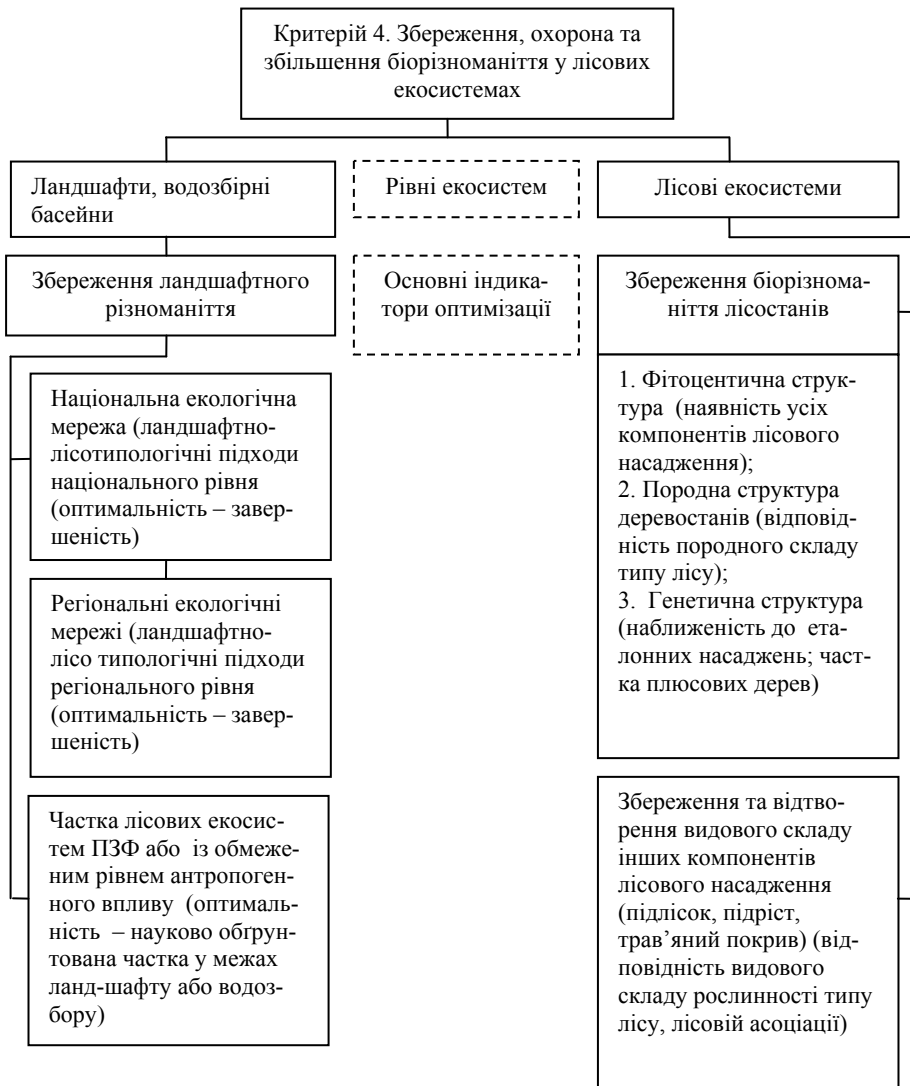 Критерій 4. Збереження, охорона та
збільшення біорізноманіття у лісових
екосистемах
Ландшафти, водозбірні
басейни
Рівні екосистем
Лісові екосистеми
Збереження ландшафтного
різноманіття
Основні індика-
тори оптимізації
Збереження біорізнома-
ніття лісостанів
Національна екологічна
мережа (ландшафтно-
лісотипологічні підходи
національного рівня
(оптимальність – завер-
шеність)
Регіональні екологічні
мережі (ландшафтно-
лісо типологічні підходи
регіонального рівня
(оптимальність – завер-
шеність)
Частка лісових екосис-
тем ПЗФ або із обмеже-
ним рівнем антропоген-
ного впливу (оптималь-
ність – науково обґрун-
тована частка у межах
ланд-шафту або водоз-
бору)
1. Фітоцентична струк-
тура (наявність усіх
компонентів лісового
насадження);
2. Породна структура
деревостанів (відповід-
ність породного складу
типу лісу);
3. Генетична структура
(наближеність до ета-
лонних насаджень; част-
ка плюсових дерев)
Збереження та відтво-
рення видового складу
інших компонентів
лісового насадження
(підлісок, підріст,
трав’яний покрив) (від-
повідність видового
складу рослинності типу
лісу, лісовій асоціації)